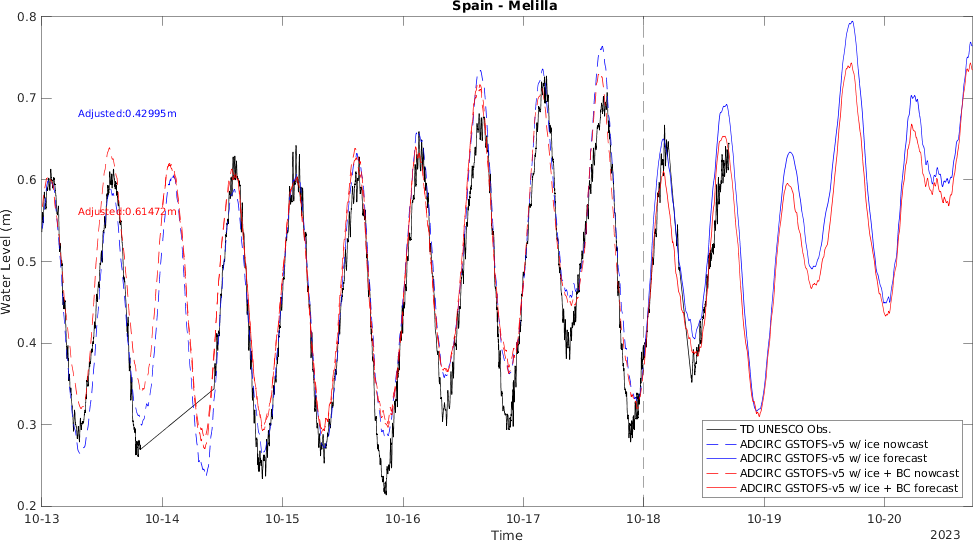 Spain - Melilla
0.8
0.7
0.6
0.5
0.4
0.3
0.2
Water Level (m)
Adjusted:0.42995m
Adjusted:0.61472m
TD UNESCO Obs.
ADCIRC GSTOFS-v5 w/ ice nowcast
ADCIRC GSTOFS-v5 w/ ice forecast
ADCIRC GSTOFS-v5 w/ ice + BC nowcast
ADCIRC GSTOFS-v5 w/ ice + BC forecast
10-13 10-14 10-15 10-16 10-17 10-18 10-19 10-20
Time
2023